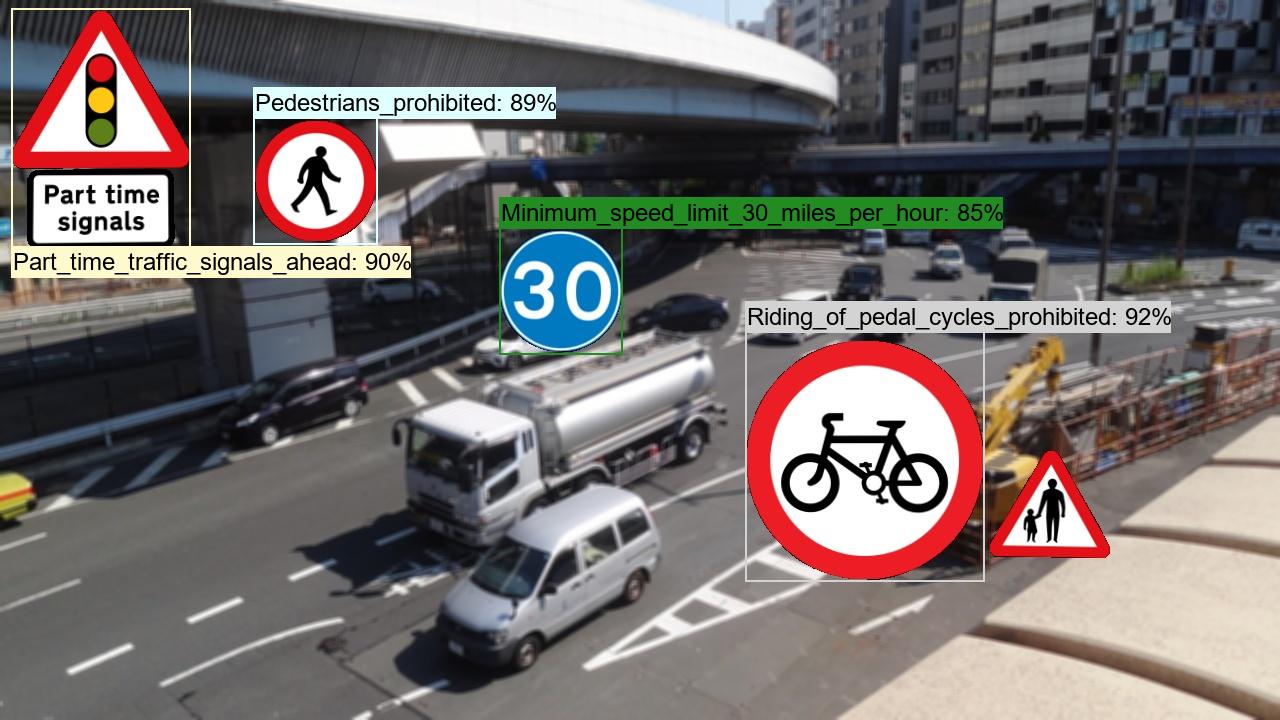 Pedestrians_prohibited: 89%
Part time
signals
Minimum_speed_limit_30_miles_per_hour: 85%
Part_time_traffic_signals_ahead: 90%
30
Riding_of_pedal_cycles_prohibited: 92%